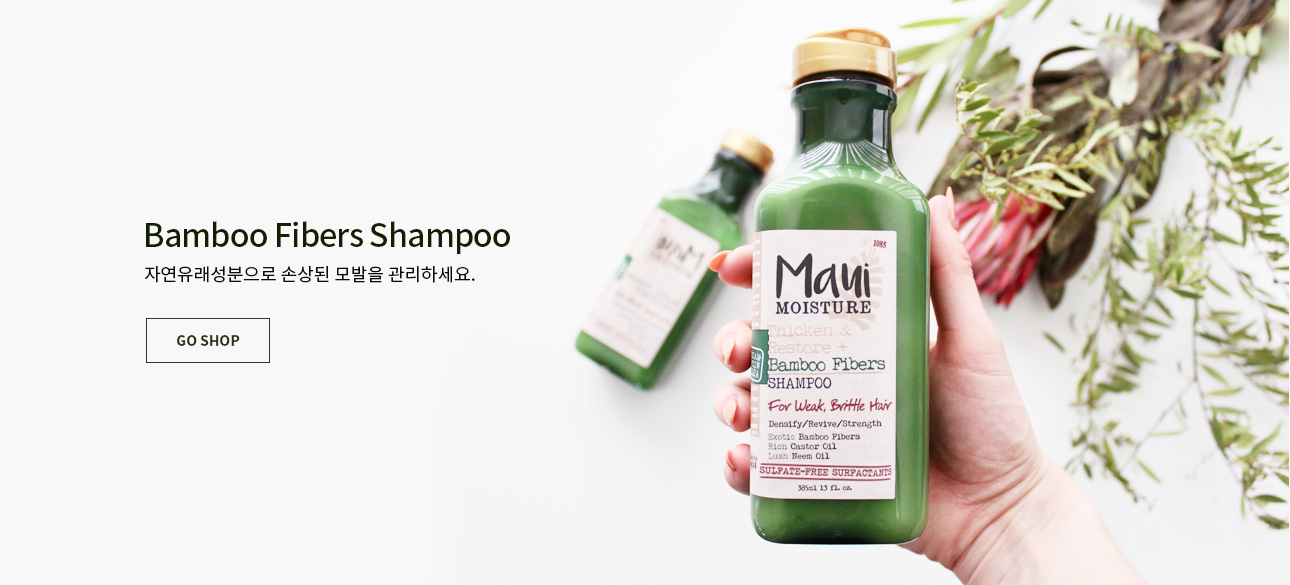 Bamboo Fibers Shampoo
자연유래성분으로 손상된 모발을 관리하세요.
GO SHOP
1085
Maui
MOISTURE
Thicken &
Restore +
Bamboo Fibers
SHAMPOO
For Weak, Brittle Hair
Densify/Revive/Strength
Exotic Bamboo Fibers
Rich Castor Oil
Lush Neem Oil
SULFATE-FREE SURFACTANTS
385ml 13 fl. oz.